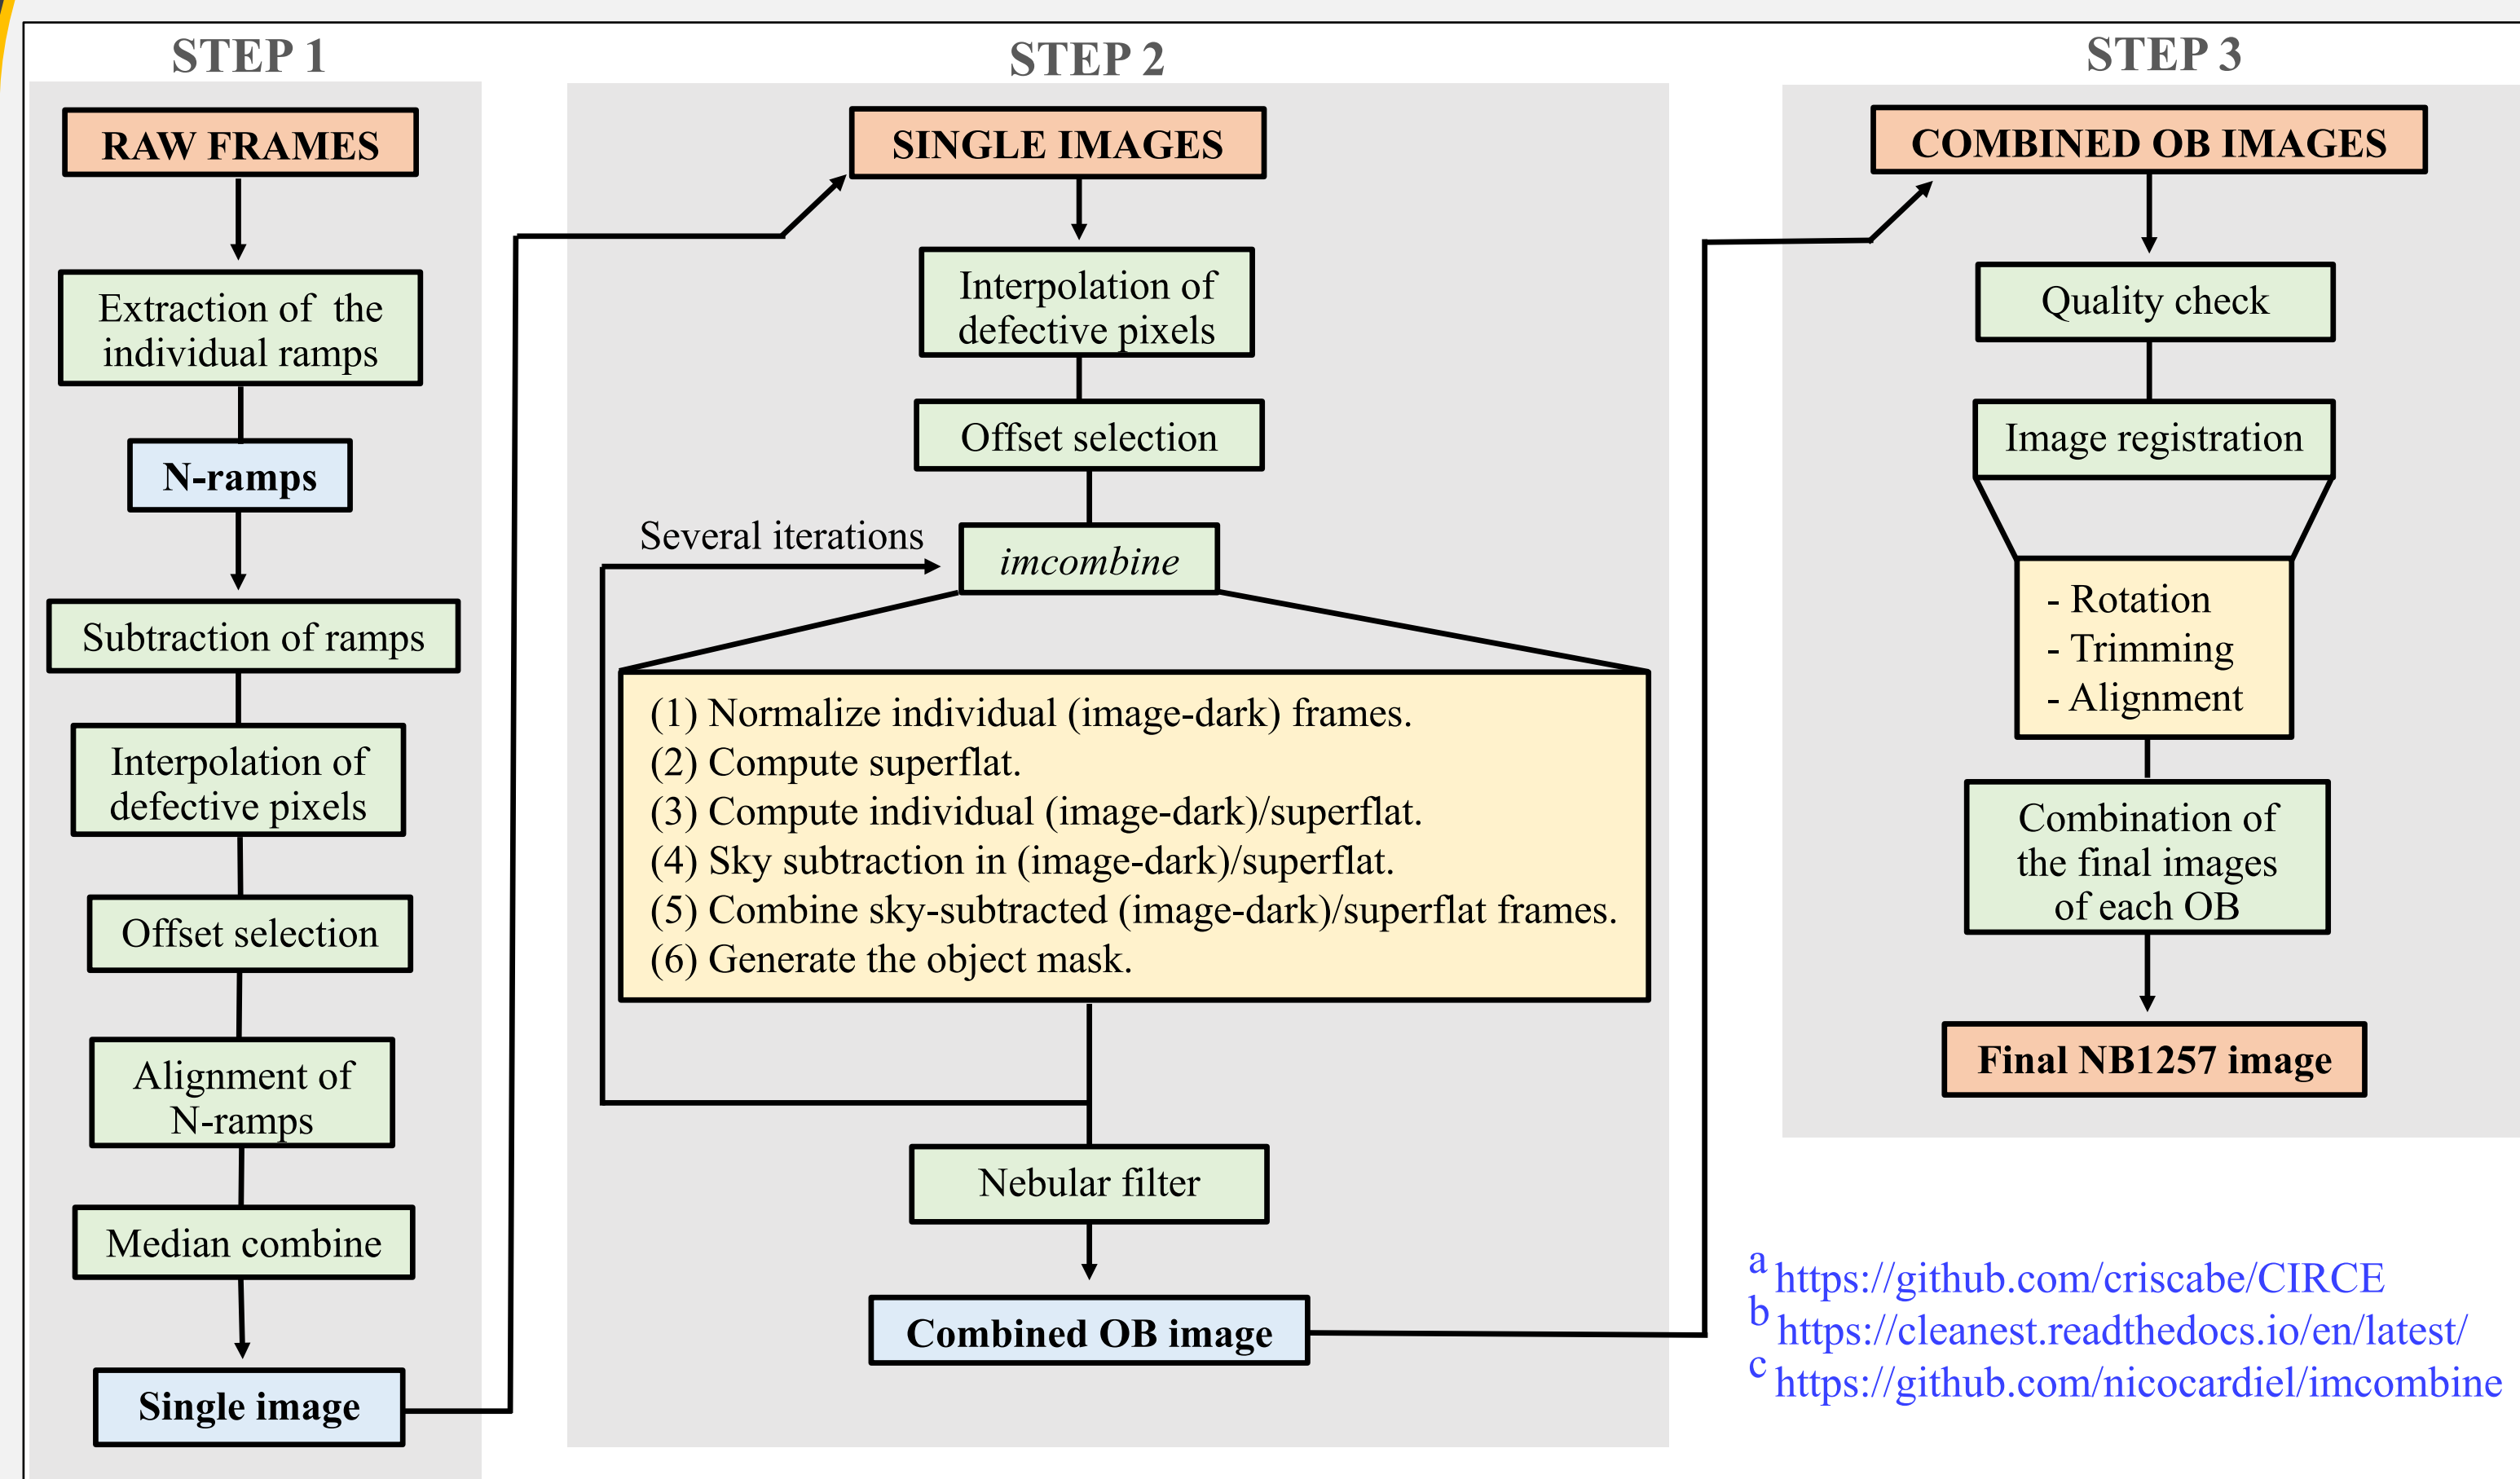 STEP 1
RAW FRAMES
Extraction of the
individual ramps
N-ramps
Subtraction of ramps
Interpolation of
defective pixels
Offset selection
Alignment of
N-ramps
Median combine
Single image
STEP 2
SINGLE IMAGES
Interpolation of
defective pixels
Offset selection
Several iterations
imcombine
(1) Normalize individual (image-dark) frames.
(2) Compute superflat.
(3) Compute individual (image-dark)/superflat.
(4) Sky subtraction in (image-dark)/superflat.
(5) Combine sky-subtracted (image-dark)/superflat frames.
(6) Generate the object mask.
Nebular filter
Combined OB image
STEP 3
COMBINED OB IMAGES
Quality check
Image registration
- Rotation
- Trimming
- Alignment
Combination of
the final images
of each OB
Final NB1257 image
a https://github.com/criscabe/CIRCE
b https://cleanest.readthedocs.io/en/latest/
c https://github.com/nicocardiel/imcombine